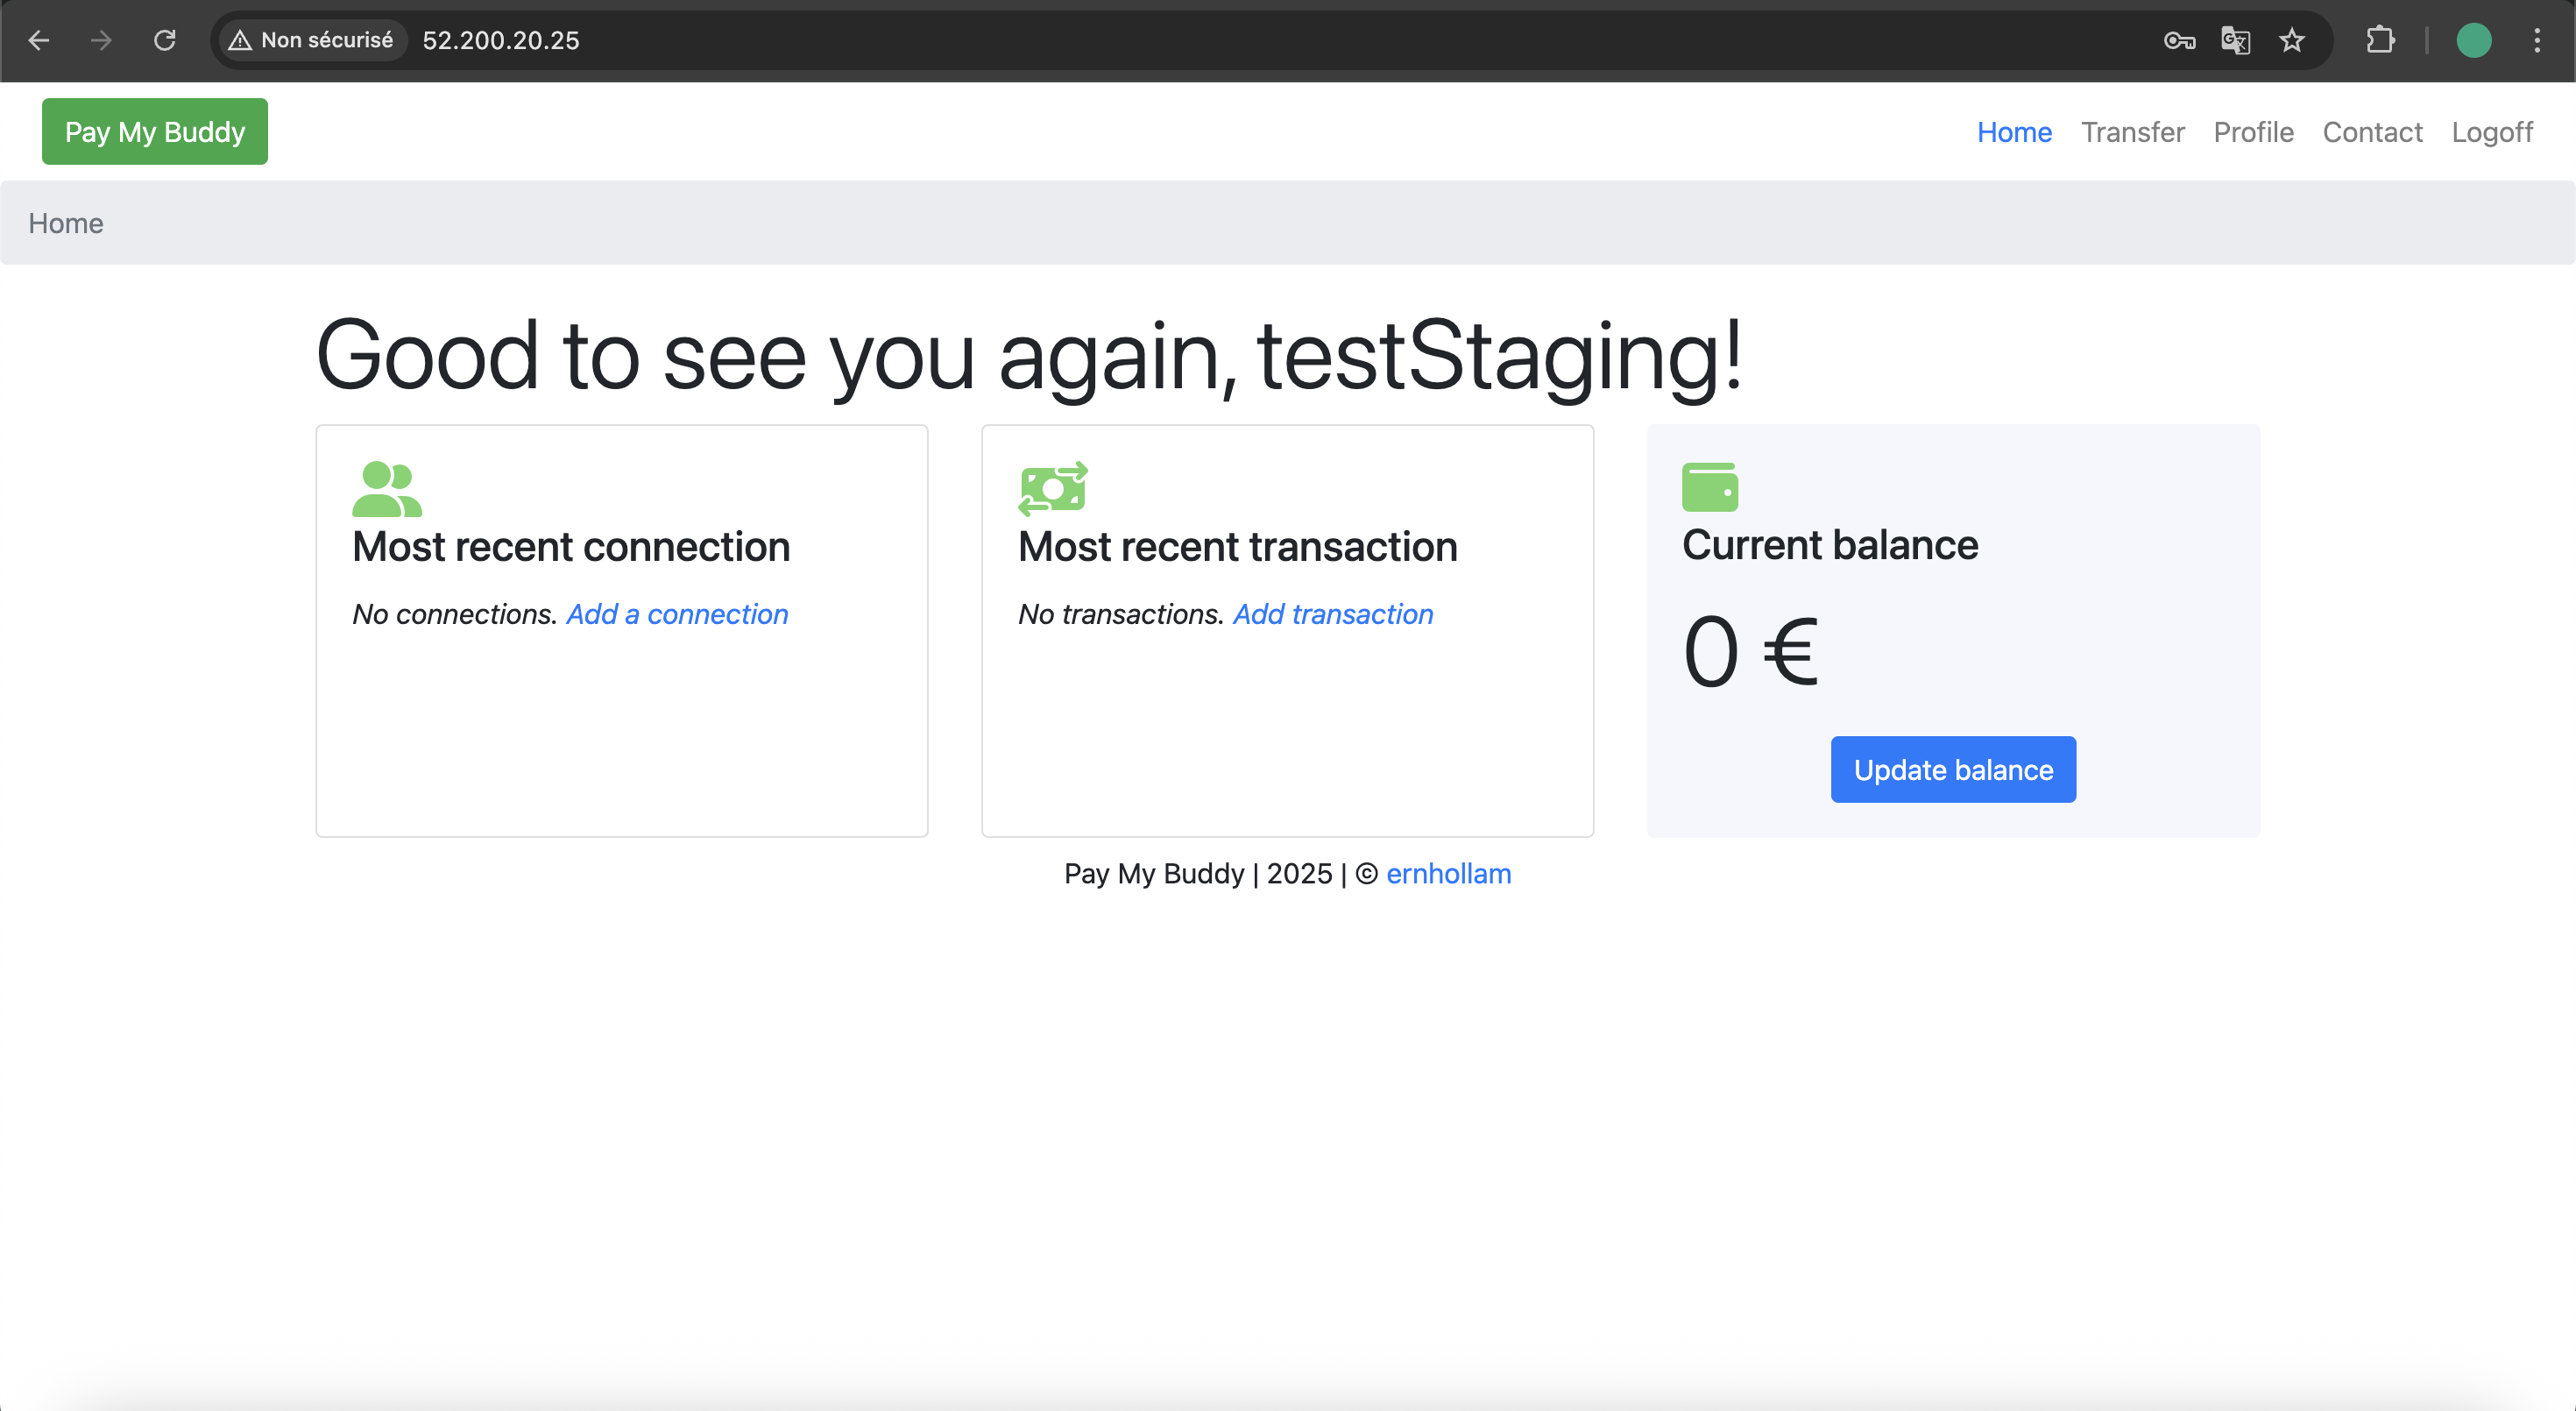 Non sécurisé 52.200.20.25
Pay My Buddy Home Transfer Profile Contact Logoff
Home
Good to see you again, testStaging!
Most recent connection
No connections. Add a connection
Most recent transaction
No transactions. Add transaction
Current balance
0 €
Update balance
Pay My Buddy | 2025 | © ernhollam